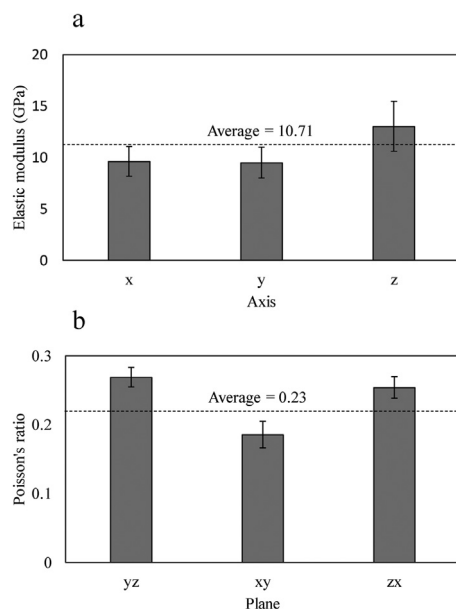 a
Elastic modulus (GPa)
20
15
10
5
0
Average = 10.71
x y z
Axis
b
Poisson's ratio
0.3
0.2
0.1
0
Average = 0.23
yz xy zx
Plane